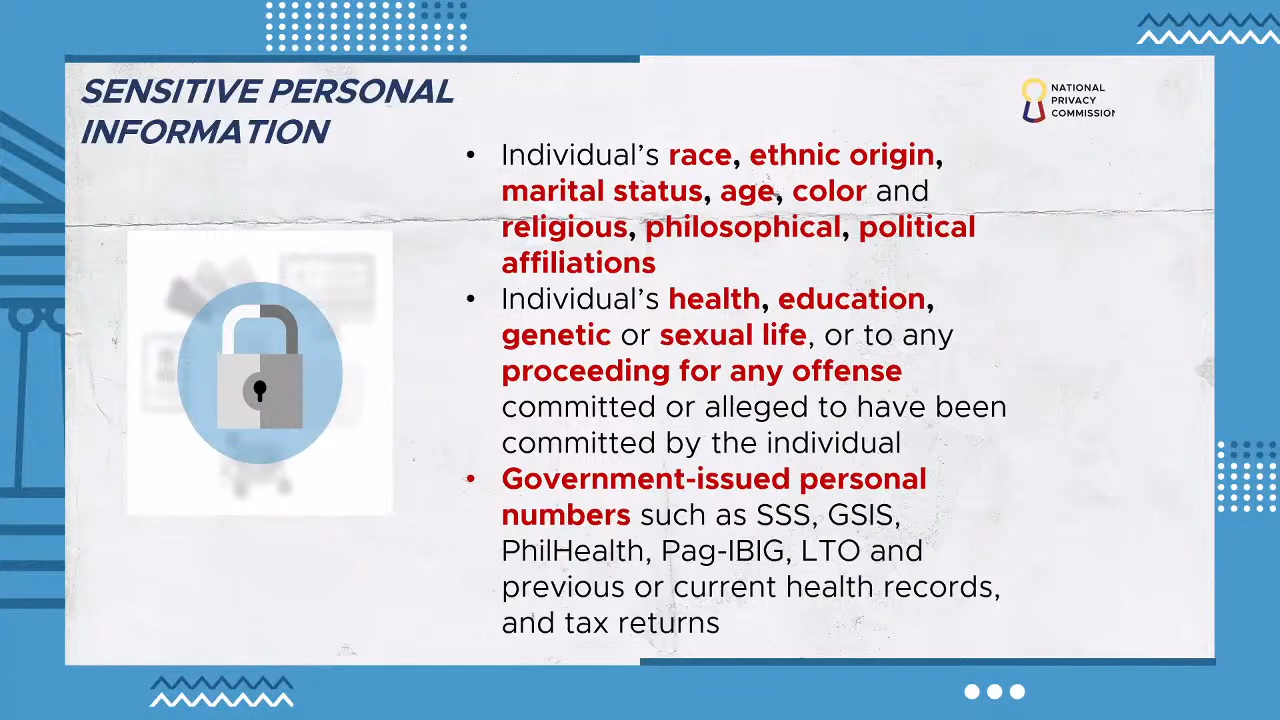 SENSITIVE PERSONAL
INFORMATION
NATIONAL
PRIVACY
COMMISSION
• Individual’s race, ethnic origin,
marital status, age, color and
religious, philosophical, political
affiliations
• Individual’s health, education,
genetic or sexual life, or to any
proceeding for any offense
committed or alleged to have been
committed by the individual
• Government-issued personal
numbers such as SSS, GSIS,
PhilHealth, Pag-IBIG, LTO and
previous or current health records,
and tax returns